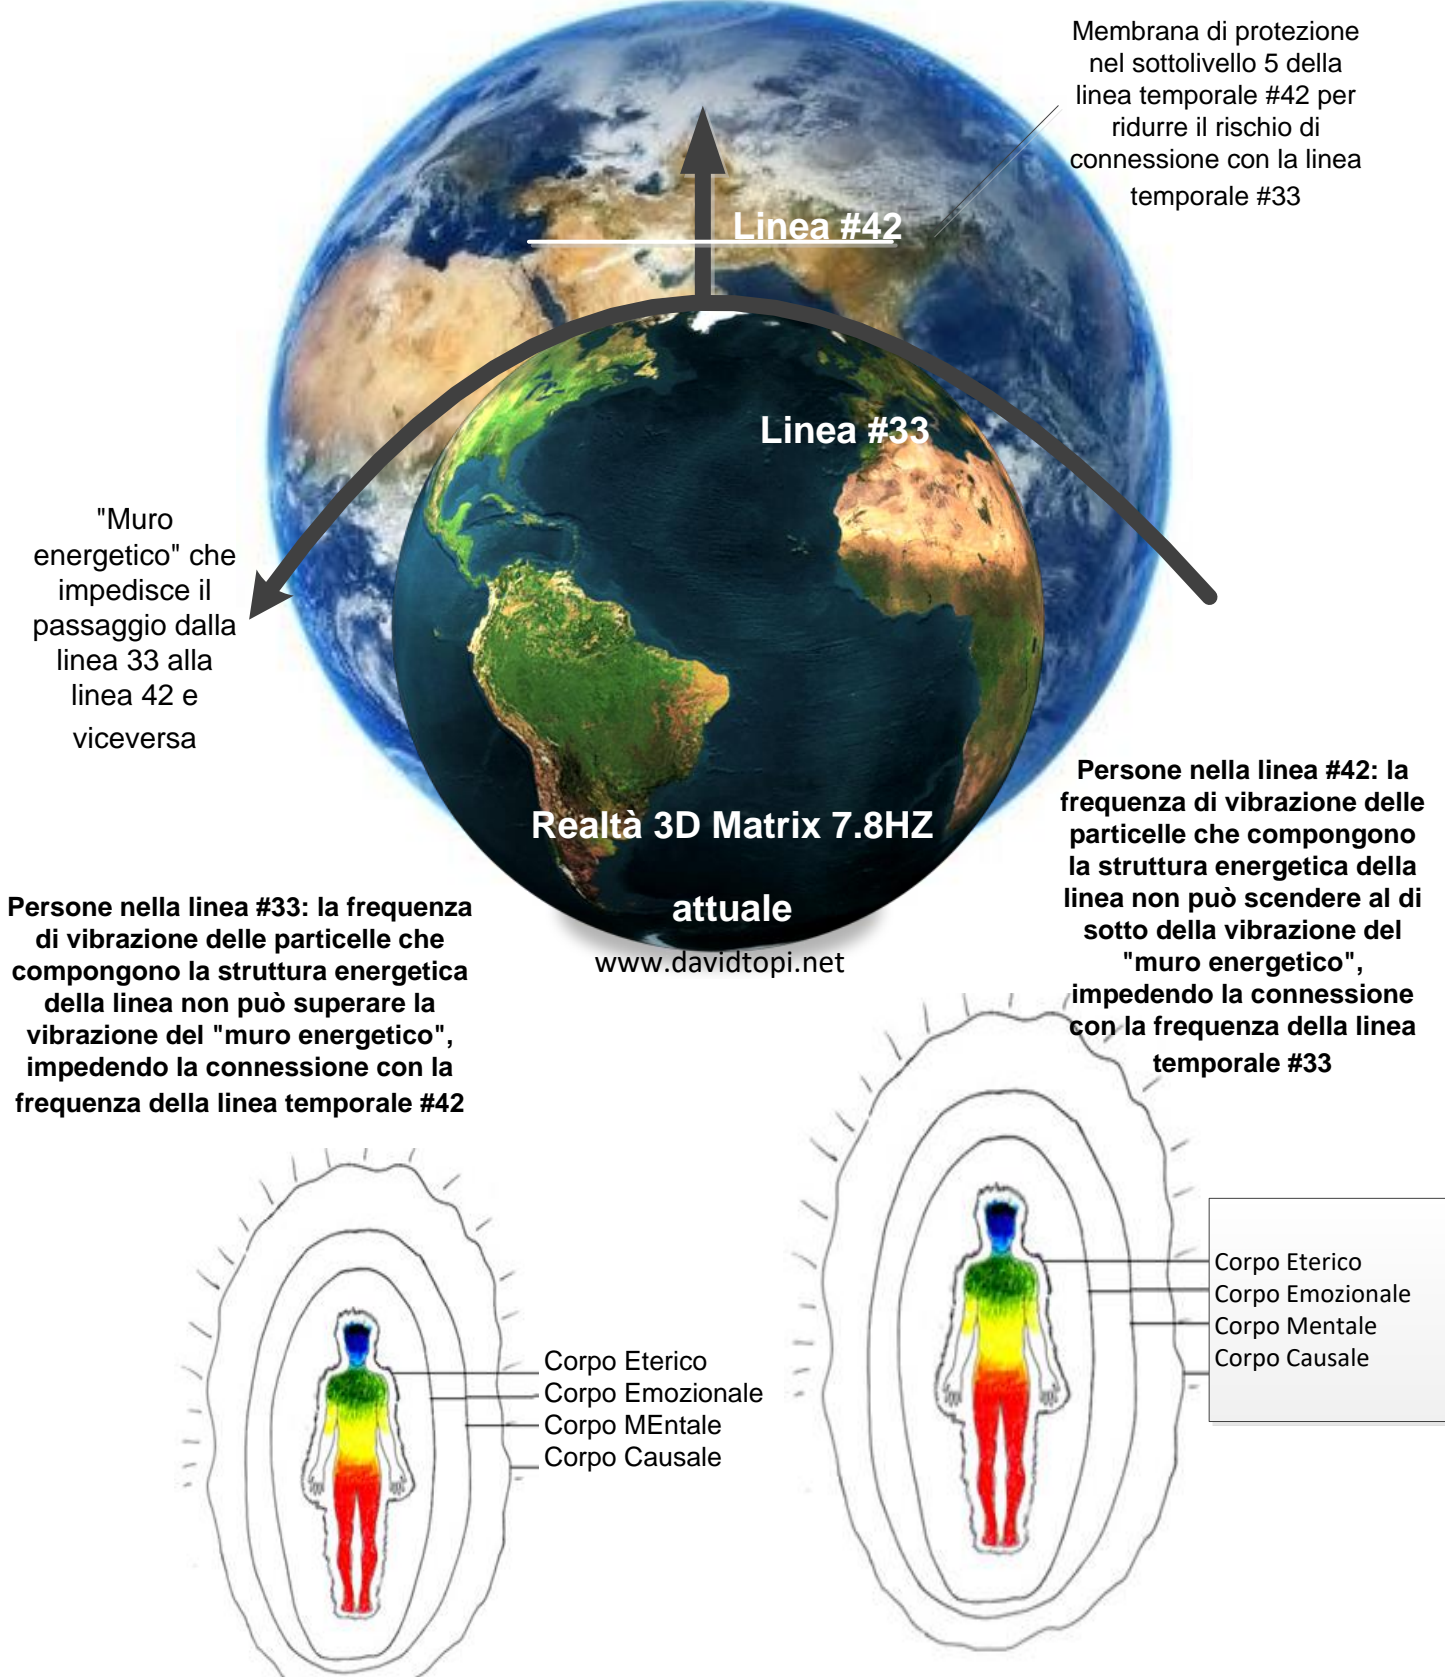 Membrana di protezione
nel sottolivello 5 della
linea temporale #42 per
ridurre il rischio di
connessione con la linea
temporale #33
Linea #42
Linea #33
"Muro
energetico" che
impedisce il
passaggio dalla
linea 33 alla
linea 42 e
viceversa
Realtà 3D Matrix 7.8HZ
attuale
www.davidtopi.net
Persone nella linea #42: la
frequenza di vibrazione delle
particelle che compongono
la struttura energetica della
linea non può scendere al di
sotto della vibrazione del
"muro energetico",
impedendo la connessione
con la frequenza della linea
temporale #33
Persone nella linea #33: la frequenza
di vibrazione delle particelle che
compongono la struttura energetica
della linea non può superare la
vibrazione del "muro energetico",
impedendo la connessione con la
frequenza della linea temporale #42
Corpo Eterico
Corpo Emozionale
Corpo Mentale
Corpo Causale
Corpo Eterico
Corpo Emozionale
Corpo MEntale
Corpo Causale